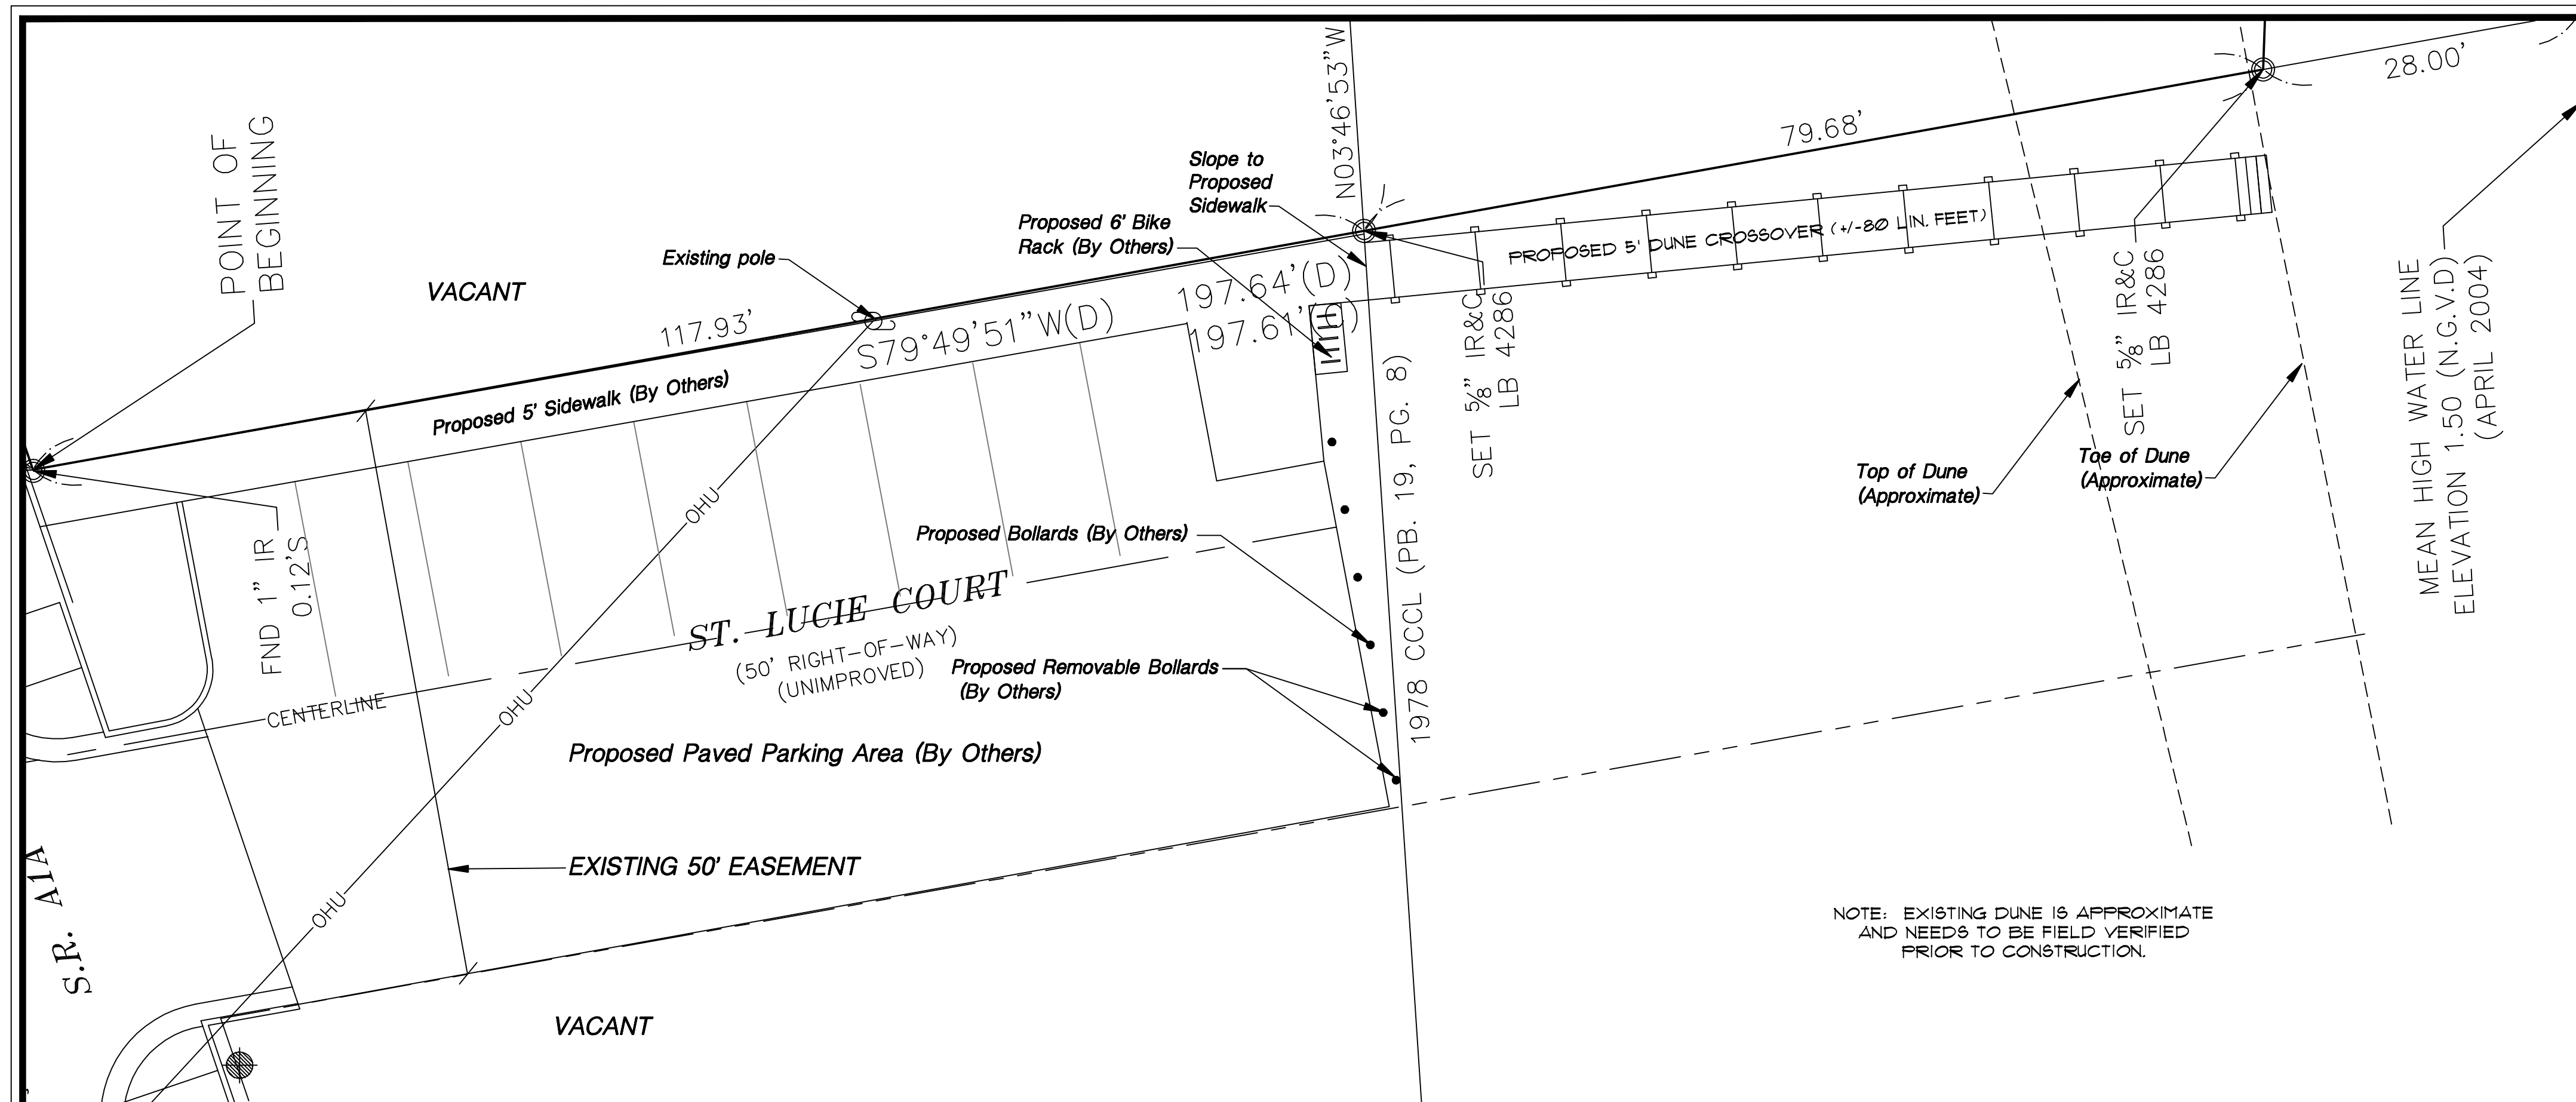 POINT OF
BEGINNING
VACANT
Existing pole
117.93'
Proposed 5' Sidewalk (By Others)
S79°49'51"W(D)
197.64'(D)
197.61'
Proposed 6' Bike
Rack (By Others)
Slope to
Proposed
Sidewalk
N03°46'53"W
79.68'
28.00'
PROPOSED 5' DUNE CROSSOVER (+/-80 LIN. FEET)
SET 5/8" IR&C
LB 4286
SET 5/8" IR&C
LB 4286
MEAN HIGH WATER LINE
ELEVATION 1.50 (N.G.V.D)
(APRIL 2004)
Top of Dune
(Approximate)
Toe of Dune
(Approximate)
1978 CCCL (PB. 19, PG. 8)
FND 1" IR
0.12'S
OHU
OHU
OHU
Proposed Bollards (By Others)
ST. LUCIE COURT
(50' RIGHT-OF-WAY)
(UNIMPROVED)
Proposed Removable Bollards
(By Others)
CENTERLINE
Proposed Paved Parking Area (By Others)
EXISTING 50' EASEMENT
S.R. A1A
VACANT
NOTE: EXISTING DUNE IS APPROXIMATE
AND NEEDS TO BE FIELD VERIFIED
PRIOR TO CONSTRUCTION.